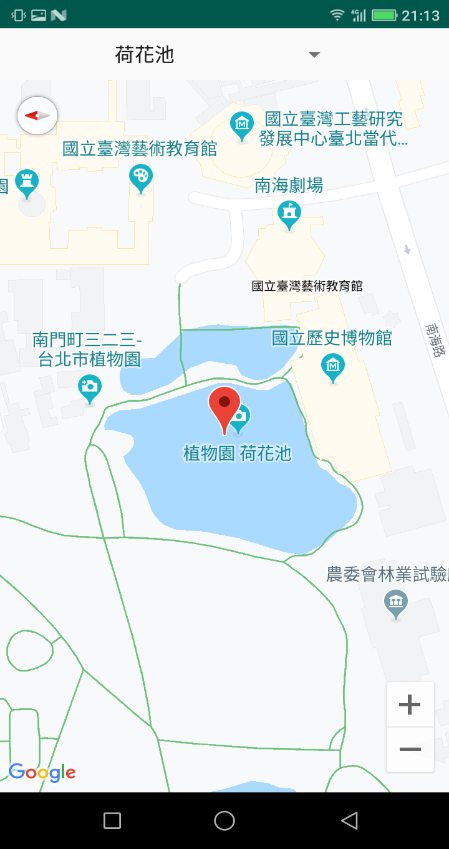 4G
21:13
荷花池
國立臺灣工藝研究
發展中心臺北當代...
國立臺灣藝術教育館
園
南海劇場
國立臺灣藝術教育館
南海路
南門町三二三-
台北市植物園
國立歷史博物館
植物園 荷花池
農委會林業試驗
Google